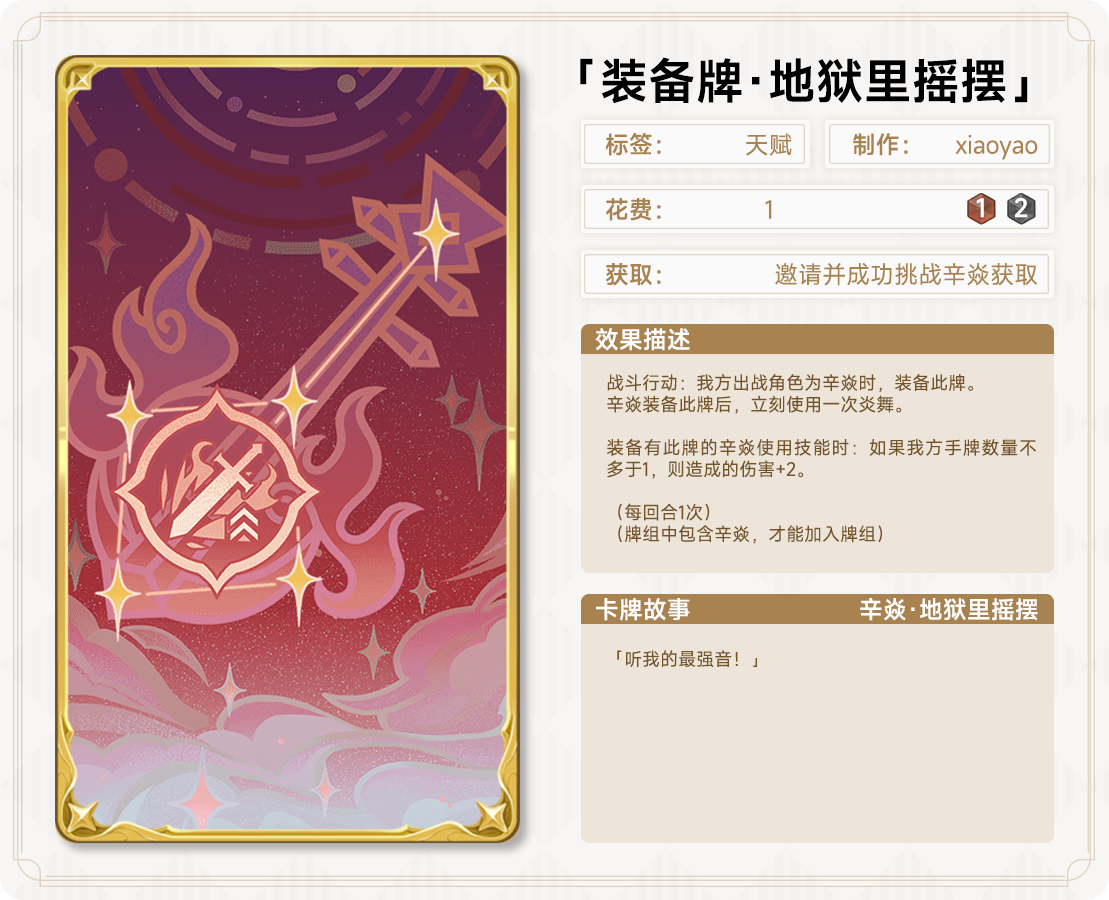 「装备牌·地狱里摇摆」
标签： 天赋
制作： xiaoyao
花费： 1 1 2
获取： 邀请并成功挑战辛焱获取
效果描述
战斗行动：我方出战角色为辛焱时，装备此牌。
辛焱装备此牌后，立刻使用一次炎舞。
装备有此牌的辛焱使用技能时：如果我方手牌数量不
多于1，则造成的伤害+2。
（每回合1次）
（牌组中包含辛焱，才能加入牌组）
卡牌故事 辛焱·地狱里摇摆
「听我的最强音！」